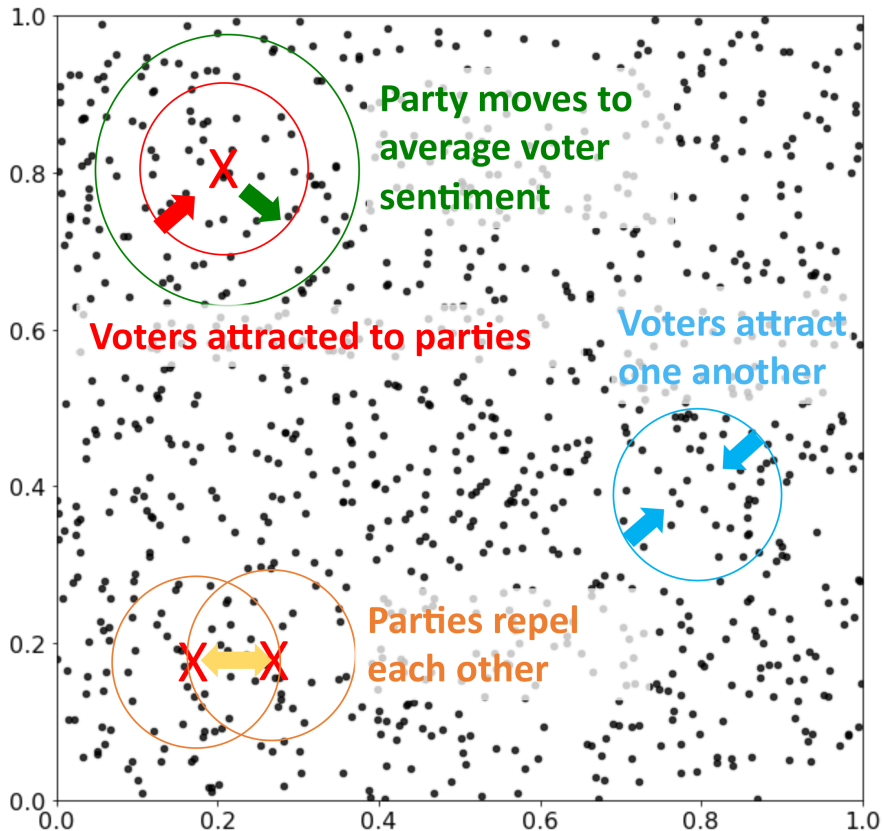 1.0
Party moves to
average voter
sentiment
X
0.8
Voters attracted to parties
Voters attract
one another
0.6
0.4
Parties repel
each other
X
X
0.2
0.0
0.0 0.2 0.4 0.6 0.8 1.0